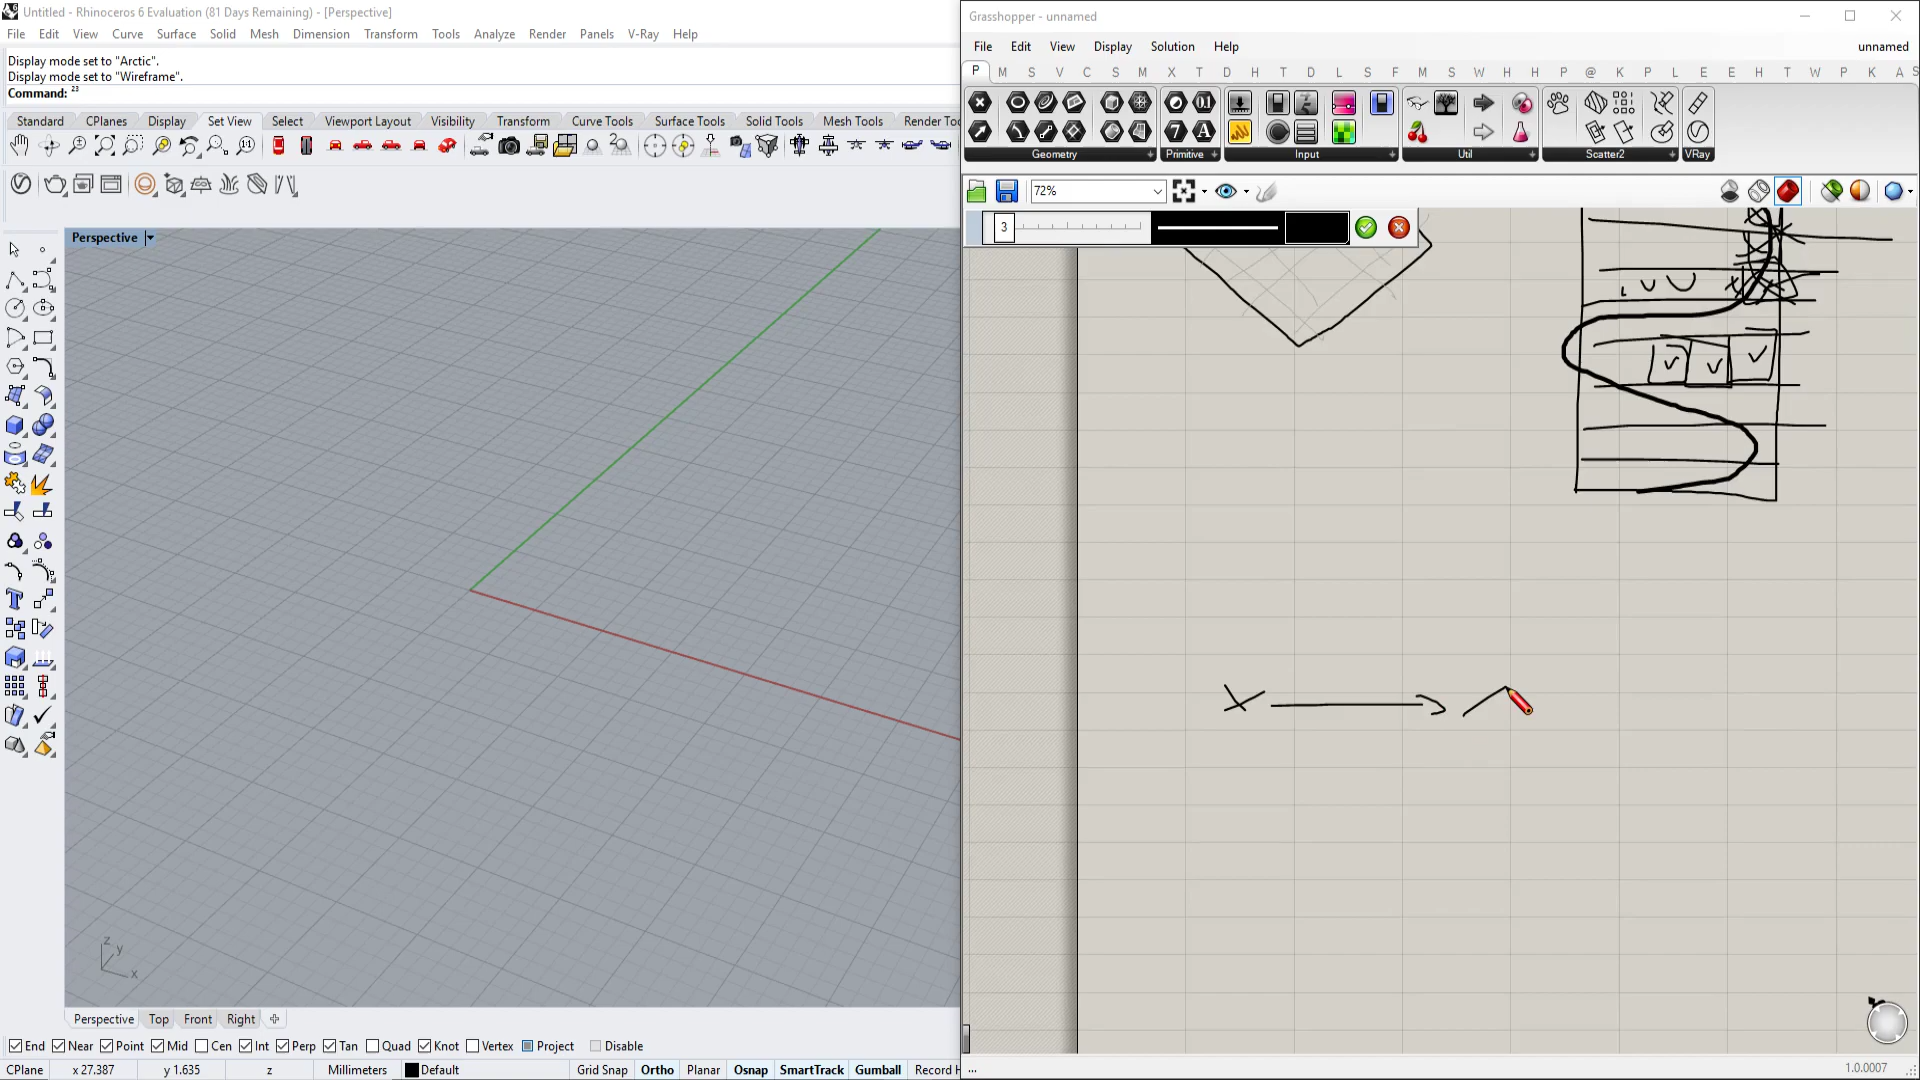 Untitled - Rhinoceros 6 Evaluation (81 Days Remaining) - [Perspective]
File Edit View Curve Surface Solid Mesh Dimension Transform Tools Analyze Render Panels V-Ray Help
Display mode set to "Arctic".
Display mode set to "Wireframe".
Command: 23
Standard CPlanes Display Set View Select Viewport Layout Visibility Transform Curve Tools Surface Tools Solid Tools Mesh Tools Render Too
Perspective
z
y
x
Perspective Top Front Right
End Near Point Mid Cen Int Perp Tan Quad Knot Vertex Project Disable
CPlane x 27.387 y 1.635 z Millimeters Default Grid Snap Ortho Planar Osnap SmartTrack Gumball Record H
Grasshopper - unnamed
File Edit View Display Solution Help unnamed
P M S V C S M X T D H T D L S F M S W H H P @ K P L E E H T W P K A S
Geometry Primitive Input Util Scatter2 VRay
72%
3
X
...
1.0.0007